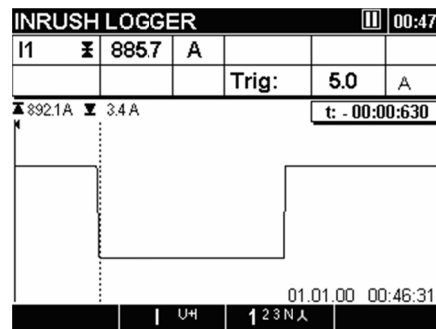 INRUSH LOGGER 00:47
I1 885.7 A
Trig: 5.0 A
892.1A 3.4 A t: - 00:00:630
01.01.00 00:46:31
U4I 1 2 3 N